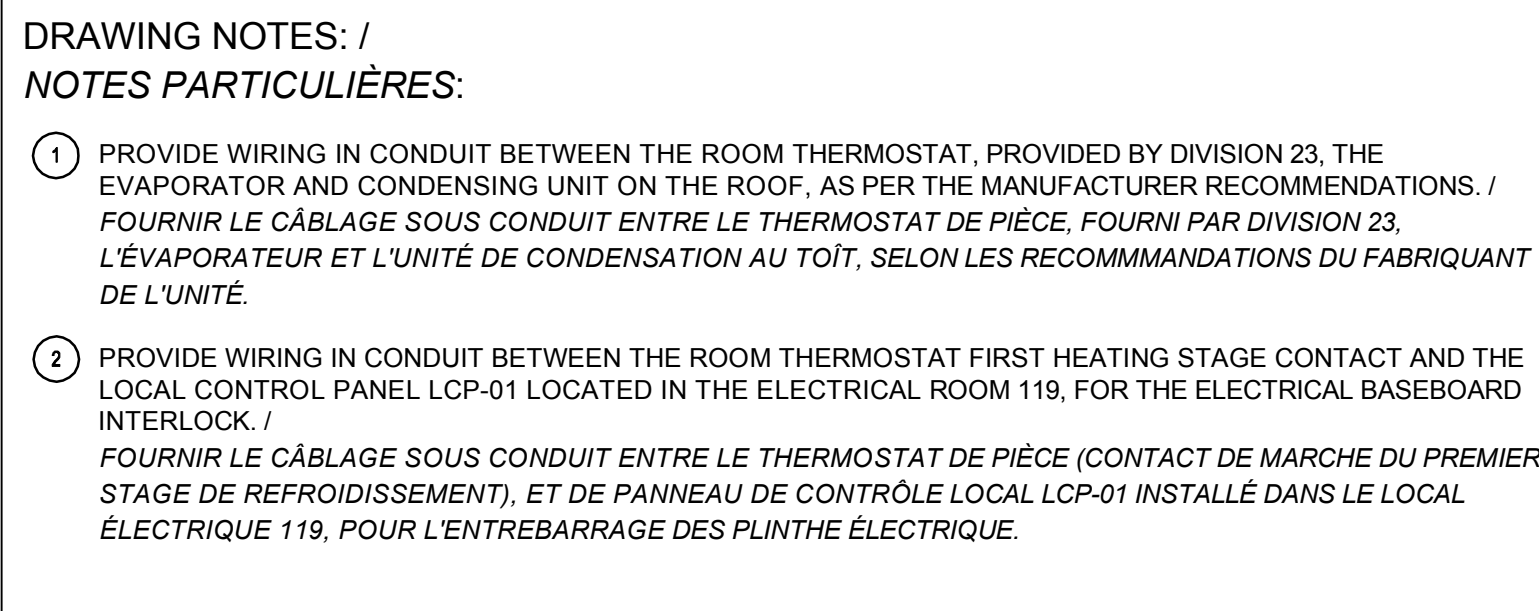 DRAWING NOTES: /
NOTES PARTICULIÈRES:
1 PROVIDE WIRING IN CONDUIT BETWEEN THE ROOM THERMOSTAT, PROVIDED BY DIVISION 23, THE
EVAPORATOR AND CONDENSING UNIT ON THE ROOF, AS PER THE MANUFACTURER RECOMMENDATIONS. /
FOURNIR LE CÂBLAGE SOUS CONDUIT ENTRE LE THERMOSTAT DE PIÈCE, FOURNI PAR DIVISION 23,
L'ÉVAPORATEUR ET L'UNITÉ DE CONDENSATION AU TOÎT, SELON LES RECOMMMANDATIONS DU FABRIQUANT
DE L'UNITÉ.
2 PROVIDE WIRING IN CONDUIT BETWEEN THE ROOM THERMOSTAT FIRST HEATING STAGE CONTACT AND THE
LOCAL CONTROL PANEL LCP-01 LOCATED IN THE ELECTRICAL ROOM 119, FOR THE ELECTRICAL BASEBOARD
INTERLOCK. /
FOURNIR LE CÂBLAGE SOUS CONDUIT ENTRE LE THERMOSTAT DE PIÈCE (CONTACT DE MARCHE DU PREMIER
STAGE DE REFROIDISSEMENT), ET DE PANNEAU DE CONTRÔLE LOCAL LCP-01 INSTALLÉ DANS LE LOCAL
ÉLECTRIQUE 119, POUR L'ENTREBARRAGE DES PLINTHE ÉLECTRIQUE.